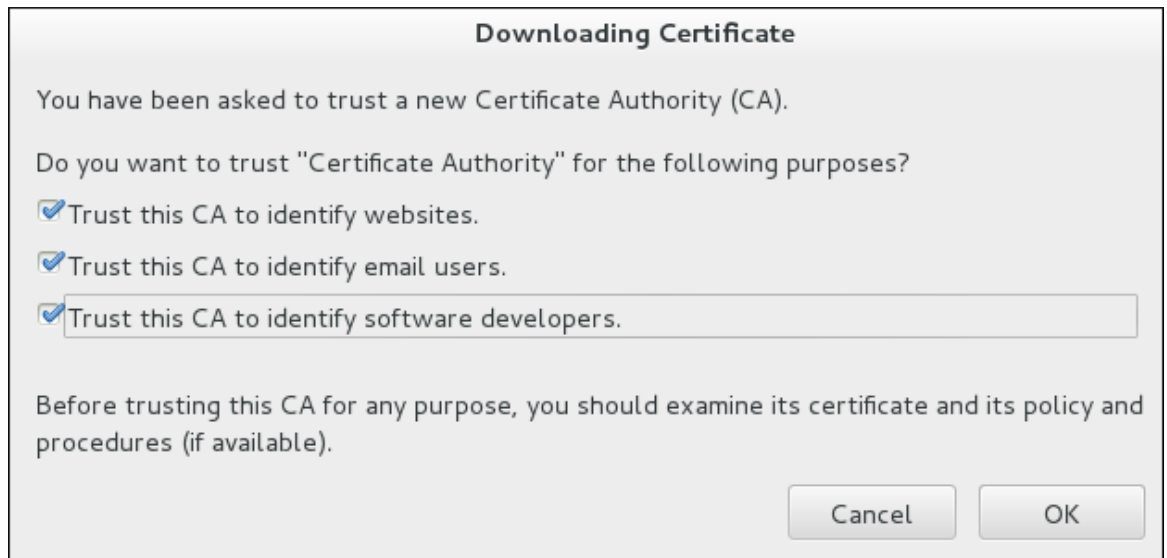 Downloading Certificate
You have been asked to trust a new Certificate Authority (CA).
Do you want to trust "Certificate Authority" for the following purposes?
Trust this CA to identify websites.
Trust this CA to identify email users.
Trust this CA to identify software developers.
Before trusting this CA for any purpose, you should examine its certificate and its policy and
procedures (if available).
Cancel
OK